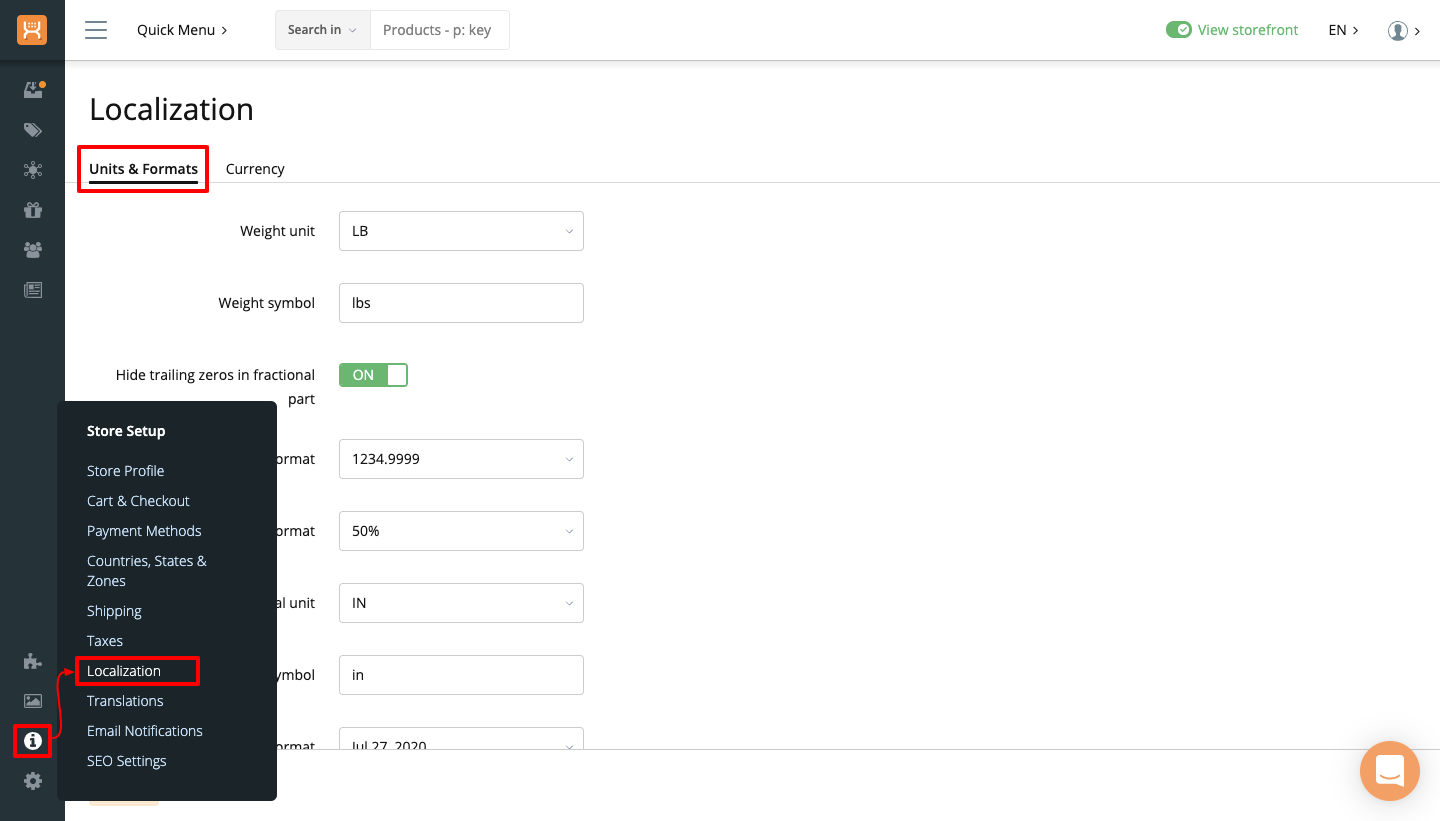 Quick Menu
Search in
Products - p: key
View storefront
EN
Localization
Units & Formats
Currency
Weight unit
LB
Weight symbol
lbs
Hide trailing zeros in fractional
part
ON
ormat
1234.9999
ormat
50%
al unit
IN
ymbol
in
ormat
Jul 27, 2020
Store Setup
Store Profile
Cart & Checkout
Payment Methods
Countries, States &
Zones
Shipping
Taxes
Localization
Translations
Email Notifications
SEO Settings